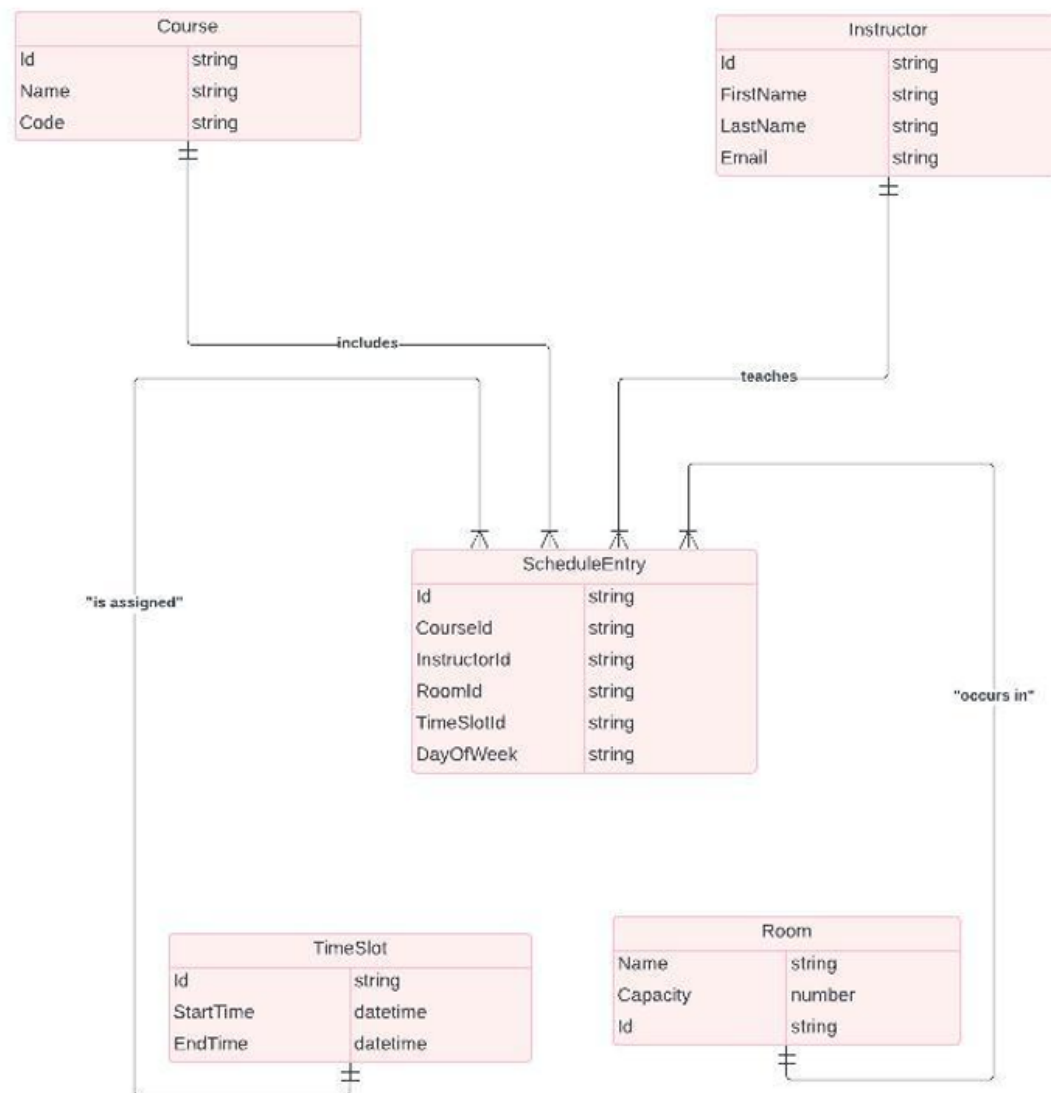 Course
Id string
Name string
Code string
Instructor
Id string
FirstName string
LastName string
Email string
includes
teaches
ScheduleEntry
Id string
CourseId string
InstructorId string
RoomId string
TimeSlotId string
DayOfWeek string
"is assigned"
"occurs in"
TimeSlot
Id string
StartTime datetime
EndTime datetime
Room
Name string
Capacity number
Id string